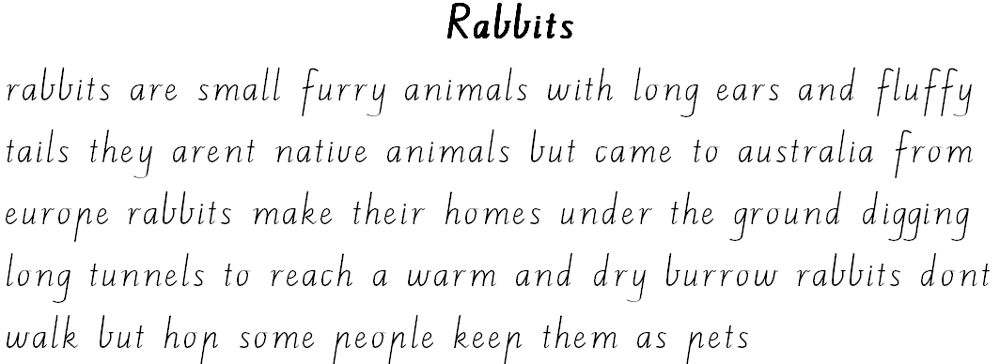 Rabbits
rabbits are small furry animals with long ears and fluffy
tails they arent native animals but came to australia from
europe rabbits make their homes under the ground digging
long tunnels to reach a warm and dry burrow rabbits dont
walk but hop some people keep them as pets